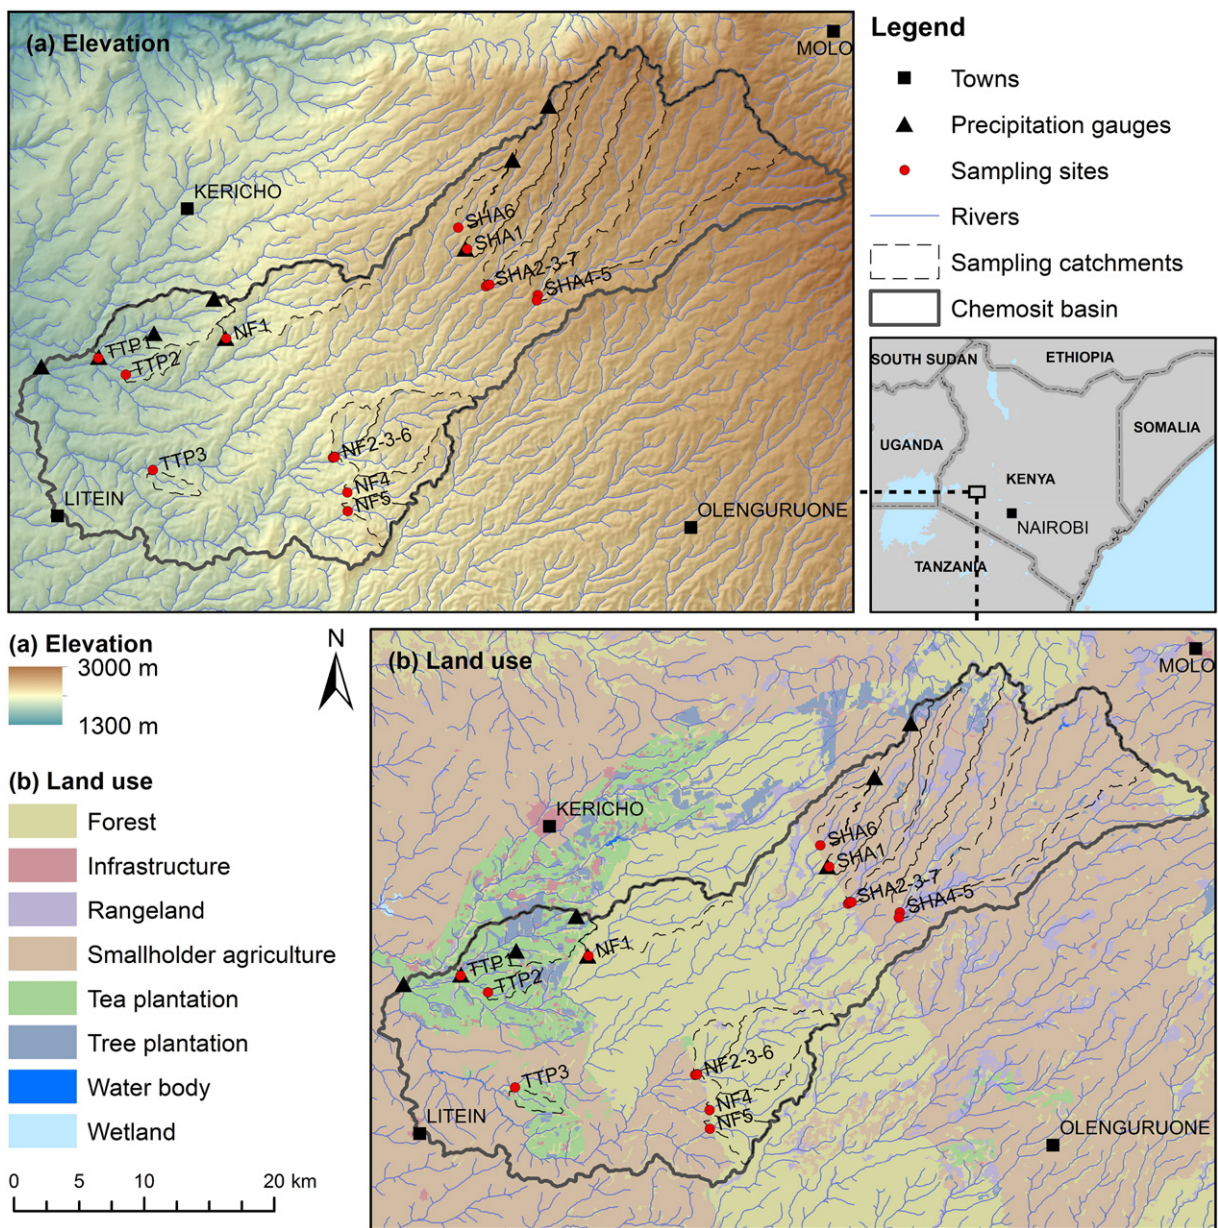 (a) Elevation
MOLO
KERICHO
SHA6
SHA1
SHA2-3-7
SHA4-5
NF1
TTP1
TTP2
NF2-3-6
TTP3
NF4
NF5
LITEIN
OLENGURUONE
Legend
Towns
Precipitation gauges
Sampling sites
Rivers
Sampling catchments
Chemosit basin
SOUTH SUDAN
ETHIOPIA
UGANDA
SOMALIA
KENYA
NAIROBI
TANZANIA
(a) Elevation
3000 m
1300 m
N
(b) Land use
Forest
Infrastructure
Rangeland
Smallholder agriculture
Tea plantation
Tree plantation
Water body
Wetland
0 5 10 20 km
(b) Land use
MOLO
KERICHO
SHA6
SHA1
SHA2-3-7
SHA4-5
NF1
TTP1
TTP2
NF2-3-6
TTP3
NF4
NF5
LITEIN
OLENGURUONE